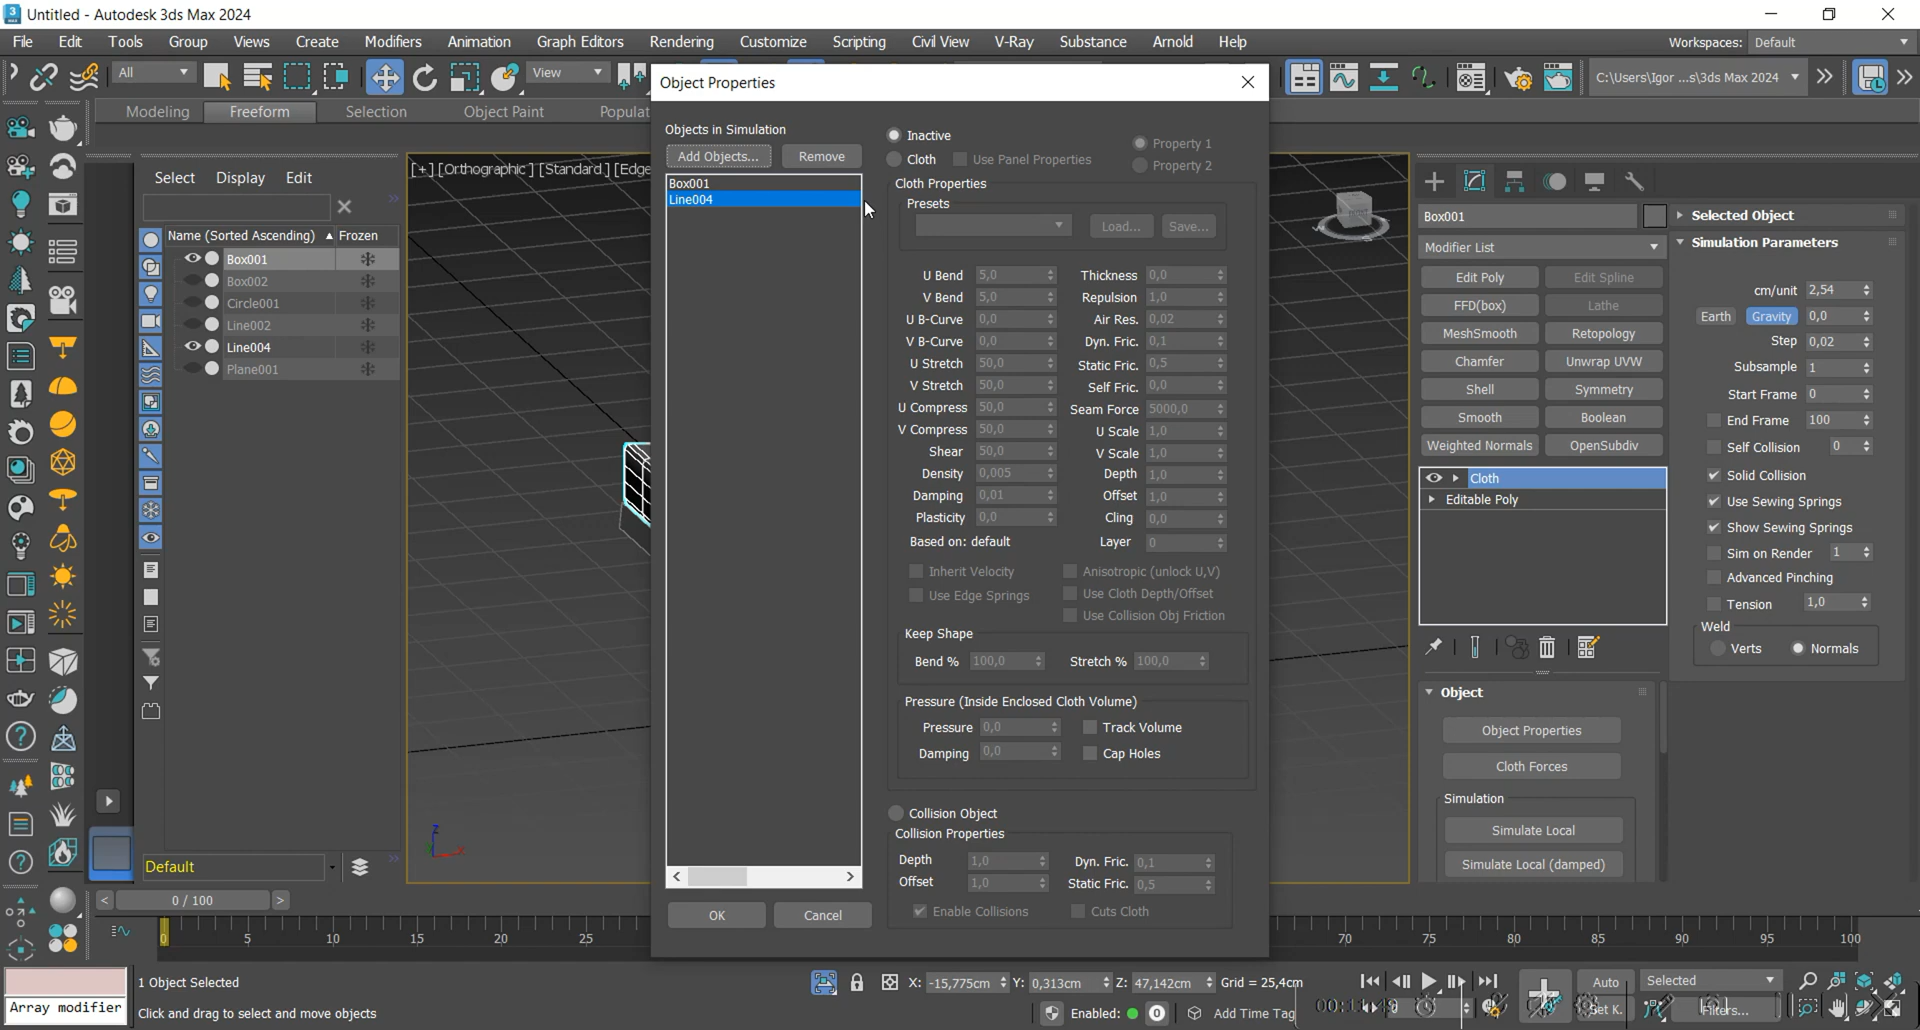 Untitled - Autodesk 3ds Max 2024
File Edit Tools Group Views Create Modifiers Animation Graph Editors Rendering Customize Scripting Civil View V-Ray Substance Arnold Help
Workspaces: Default
All
View
C:\Users\Igor ...s\3ds Max 2024
Modeling Freeform Selection Object Paint Populat
Select Display Edit
Name (Sorted Ascending) Frozen
Box001
Box002
Circle001
Line002
Line004
Plane001
Default
[+] [Orthographic ] [Standard ] [Edge
Object Properties
Objects in Simulation
Add Objects... Remove
Box001
Line004
OK Cancel
Inactive
Cloth Use Panel Properties
Property 1
Property 2
Cloth Properties
Presets
Load... Save...
U Bend 5,0 Thickness 0,0
V Bend 5,0 Repulsion 1,0
U B-Curve 0,0 Air Res. 0,02
V B-Curve 0,0 Dyn. Fric. 0,1
U Stretch 50,0 Static Fric. 0,5
V Stretch 50,0 Self Fric. 0,0
U Compress 50,0 Seam Force 5000,0
V Compress 50,0 U Scale 1,0
Shear 50,0 V Scale 1,0
Density 0,005 Depth 1,0
Damping 0,01 Offset 1,0
Plasticity 0,0 Cling 0,0
Based on: default Layer 0
Inherit Velocity Anisotropic (unlock U,V)
Use Edge Springs Use Cloth Depth/Offset
Use Collision Obj Friction
Keep Shape
Bend % 100,0 Stretch % 100,0
Pressure (Inside Enclosed Cloth Volume)
Pressure 0,0 Track Volume
Damping 0,0 Cap Holes
Collision Object
Collision Properties
Depth 1,0 Dyn. Fric. 0,1
Offset 1,0 Static Fric. 0,5
Enable Collisions Cuts Cloth
Box001
Modifier List
Edit Poly Edit Spline
FFD(box) Lathe
MeshSmooth Retopology
Chamfer Unwrap UVW
Shell Symmetry
Smooth Boolean
Weighted Normals OpenSubdiv
Cloth
Editable Poly
Object
Object Properties
Cloth Forces
Simulation
Simulate Local
Simulate Local (damped)
Selected Object
Simulation Parameters
cm/unit 2,54
Earth Gravity 0,0
Step 0,02
Subsample 1
Start Frame 0
End Frame 100
Self Collision 0
Solid Collision
Use Sewing Springs
Show Sewing Springs
Sim on Render 1
Advanced Pinching
Tension 1,0
Weld
Verts Normals
< 0 / 100 >
0 5 10 15 20 25 70 75 80 85 90 95 100
Array modifier
1 Object Selected
Click and drag to select and move objects
X: -15,775cm Y: 0,313cm Z: 47,142cm Grid = 25,4cm
Enabled: 0 Add Time Tag
Auto Selected
Set K. Filters...